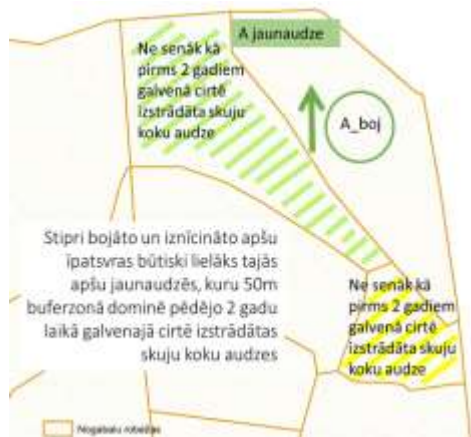 A jaunaudze
Ne senāk kā
pirms 2 gadiem
galvenā cirtē
izstrādāta skuju
koku audze
A_boj
Stipri bojāto un iznīcināto apšu
īpatsvras būtiski lielāks tajās
apšu jaunaudzēs, kuru 50m
buferzonā dominē pēdējo 2 gadu
laikā galvenajā cirtē izstrādātas
skuju koku audzes
Ne senāk kā
pirms 2 gadiem
galvenā cirtē
izstrādāta skuju
koku audze
Nogabalu robežlīnijas